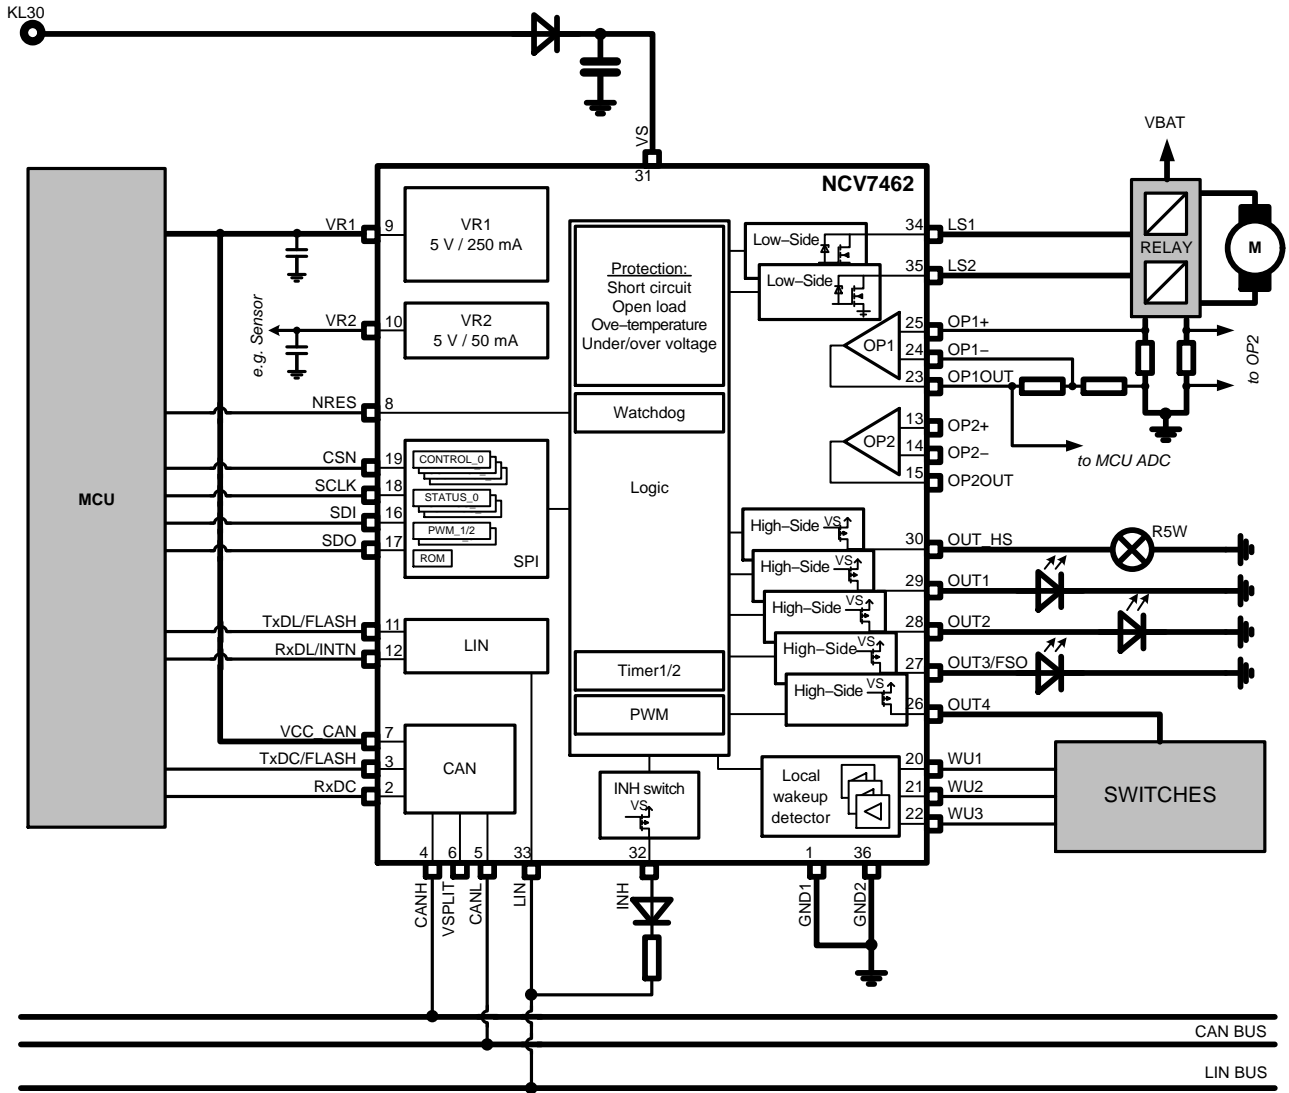 KL30
VS
31
VBAT
NCV7462
MCU
VR1
9
VR1
5 V / 250 mA
e.g. Sensor
VR2
10
VR2
5 V / 50 mA
NRES
8
CSN
19
SCLK
18
SDI
16
SDO
17
CONTROL_0
STATUS_0
PWM_1/2
ROM
SPI
TxDL/FLASH
11
RxDL/INTN
12
LIN
VCC_CAN
7
TxDC/FLASH
3
RxDC
2
CAN
Protection:
Short circuit
Open load
Ove–temperature
Under/over voltage
Watchdog
Logic
Timer1/2
PWM
INH switch
VS
Low–Side
Low–Side
34
LS1
35
LS2
RELAY
M
OP1
25
OP1+
24
OP1–
23
OP1OUT
to OP2
to MCU ADC
OP2
13
OP2+
14
OP2–
15
OP2OUT
High–Side
VS
30
OUT_HS
R5W
High–Side
VS
29
OUT1
High–Side
VS
28
OUT2
High–Side
VS
27
OUT3/FSO
High–Side
VS
26
OUT4
Local
wakeup
detector
20
WU1
21
WU2
22
WU3
SWITCHES
4
6
5
33
32
1
36
CANH
VSPLIT
CANL
LIN
INH
GND1
GND2
CAN BUS
LIN BUS